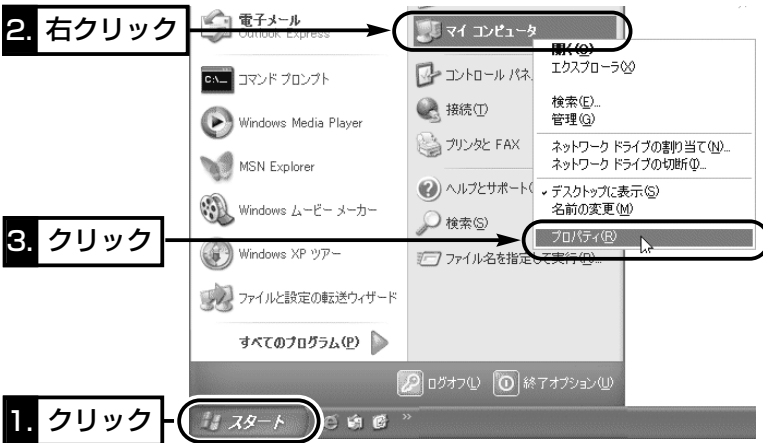 2. 右クリック
3. クリック
1. クリック
電子メール
Outlook Express
コマンド プロンプト
Windows Media Player
MSN Explorer
Windows ムービー メーカー
Windows XP ツアー
ファイルと設定の転送ウィザード
すべてのプログラム(P)
マイ コンピュータ
コントロール パネ
接続(T)
プリンタと FAX
ヘルプとサポート(
検索(S)
ファイル名を指定して実行(R)...
開く(O)
エクスプローラ(X)
検索(E)...
管理(G)
ネットワーク ドライブの割り当て(N)...
ネットワーク ドライブの切断(I)...
デスクトップに表示(S)
名前の変更(M)
プロパティ(R)
ログオフ(L)
終了オプション(U)
スタート